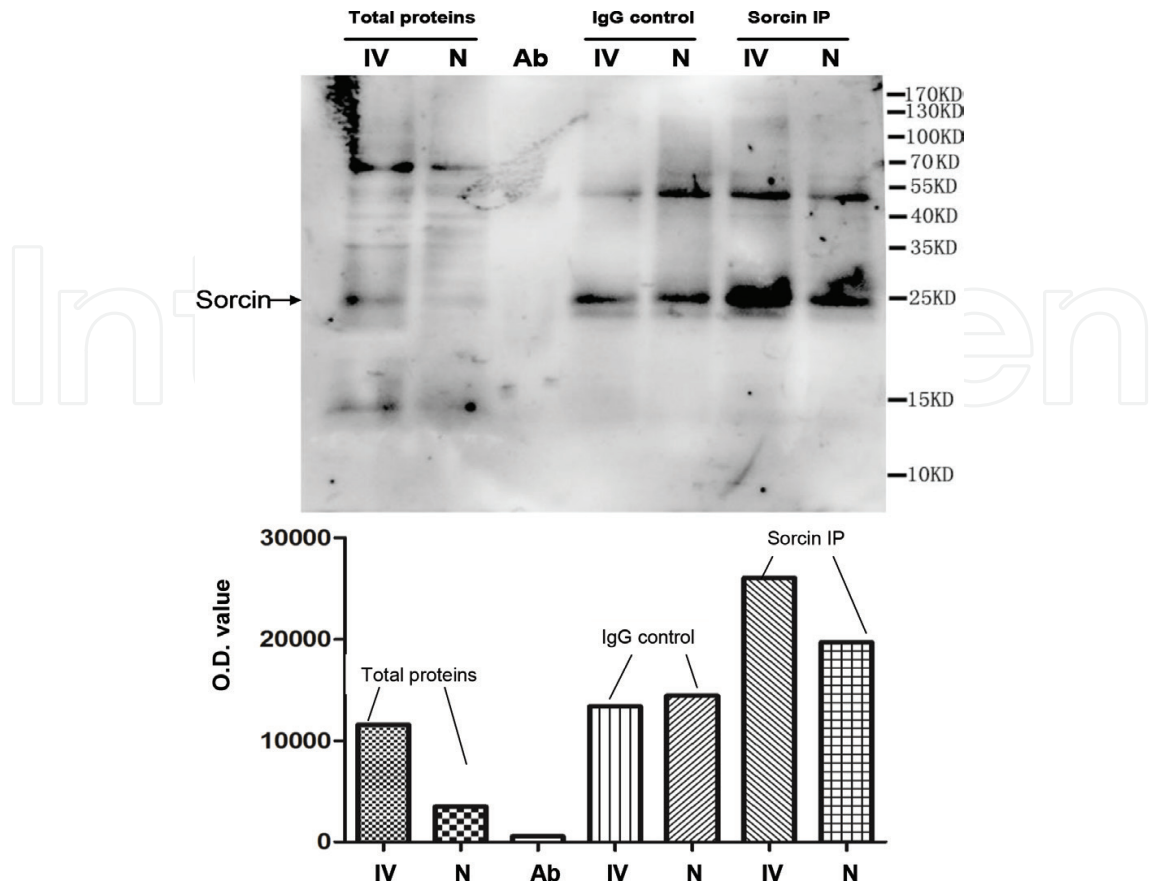 Total proteins IgG control Sorcin IP
IV N Ab IV N IV N
170KD
130KD
100KD
70KD
55KD
40KD
35KD
Sorcin 25KD
15KD
10KD
Inten
30000
20000
10000
0
O.D. value
Sorcin IP
IgG control
Total proteins
IV N Ab IV N IV N